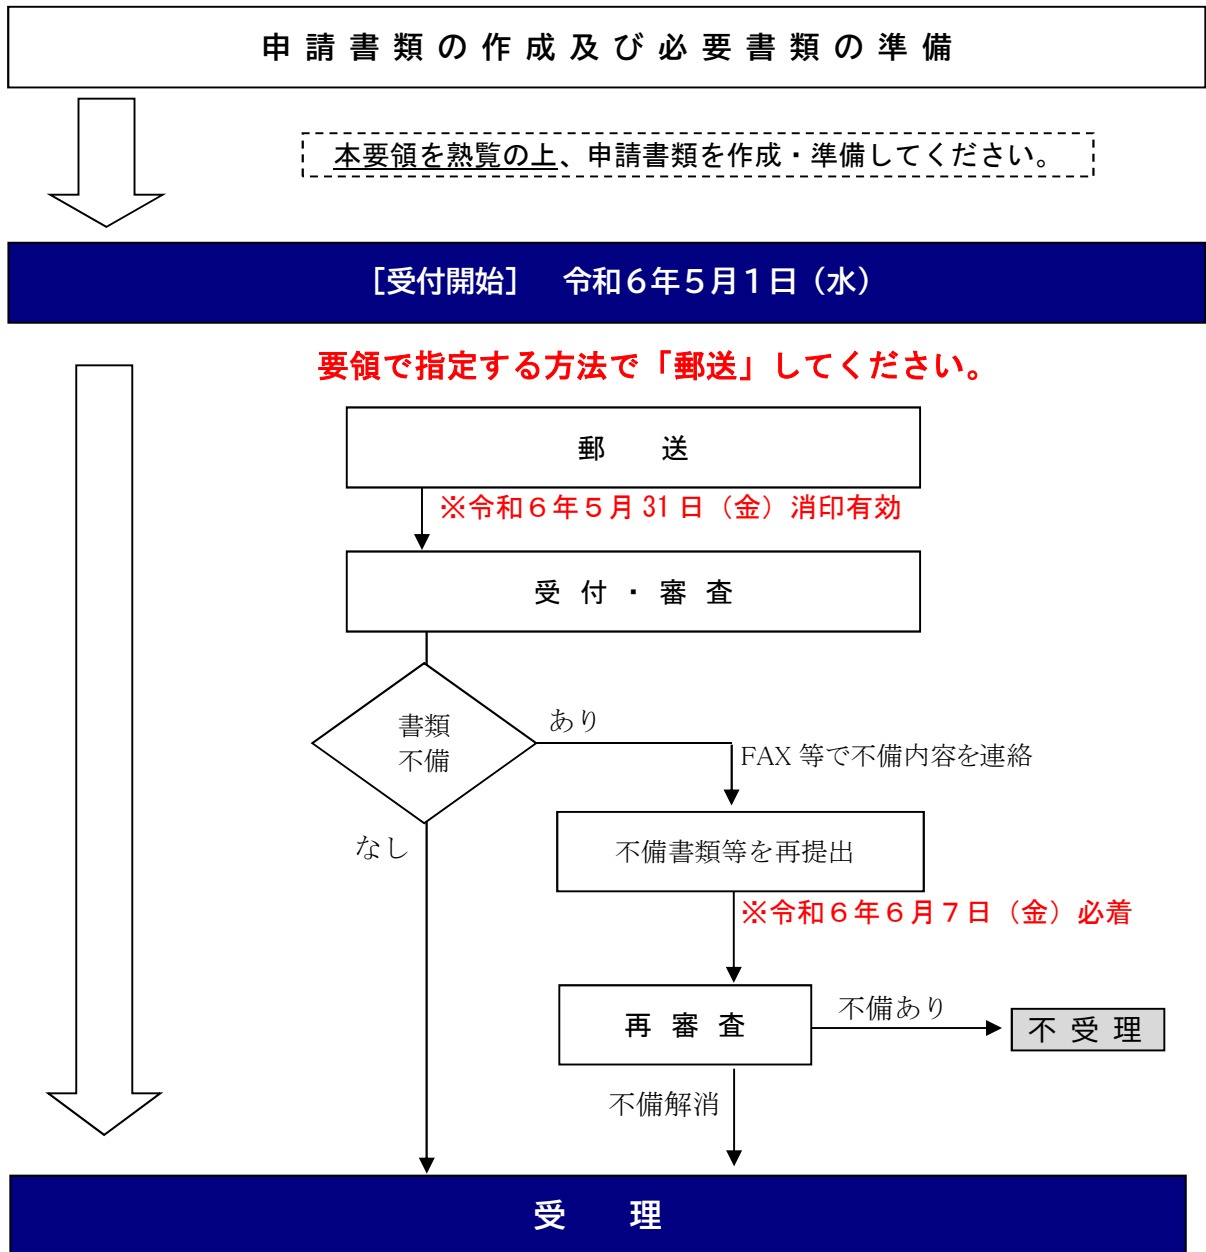 申請書類の作成及び必要書類の準備
本要領を熟覧の上、申請書類を作成・準備してください。
［受付開始］　令和６年５月１日（水）
要領で指定する方法で「郵送」してください。
郵　送
※令和６年５月 31 日（金）消印有効
受付・審査
書類
不備
あり
FAX 等で不備内容を連絡
なし
不備書類等を再提出
※令和６年６月７日（金）必着
再審査
不備あり
不受理
不備解消
受　理